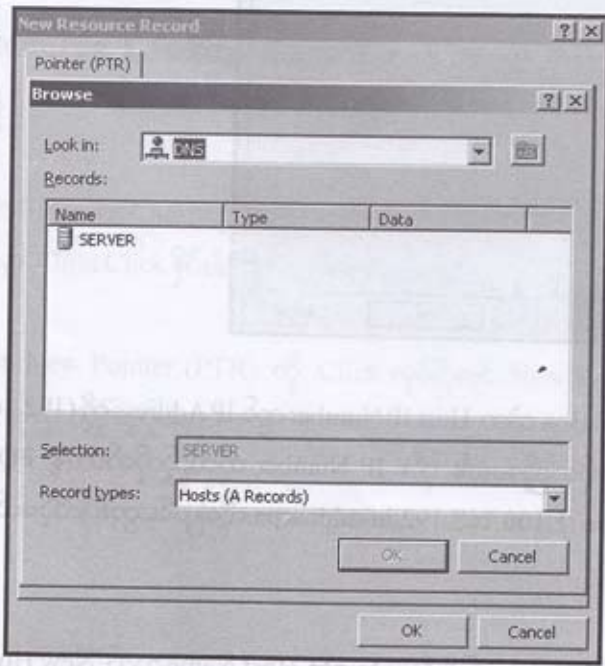 New Resource Record
Pointer (PTR)
Browse
Look in: DNS
Records:
Name Type Data
SERVER
Selection: SERVER
Record types: Hosts (A Records)
OK Cancel
OK Cancel